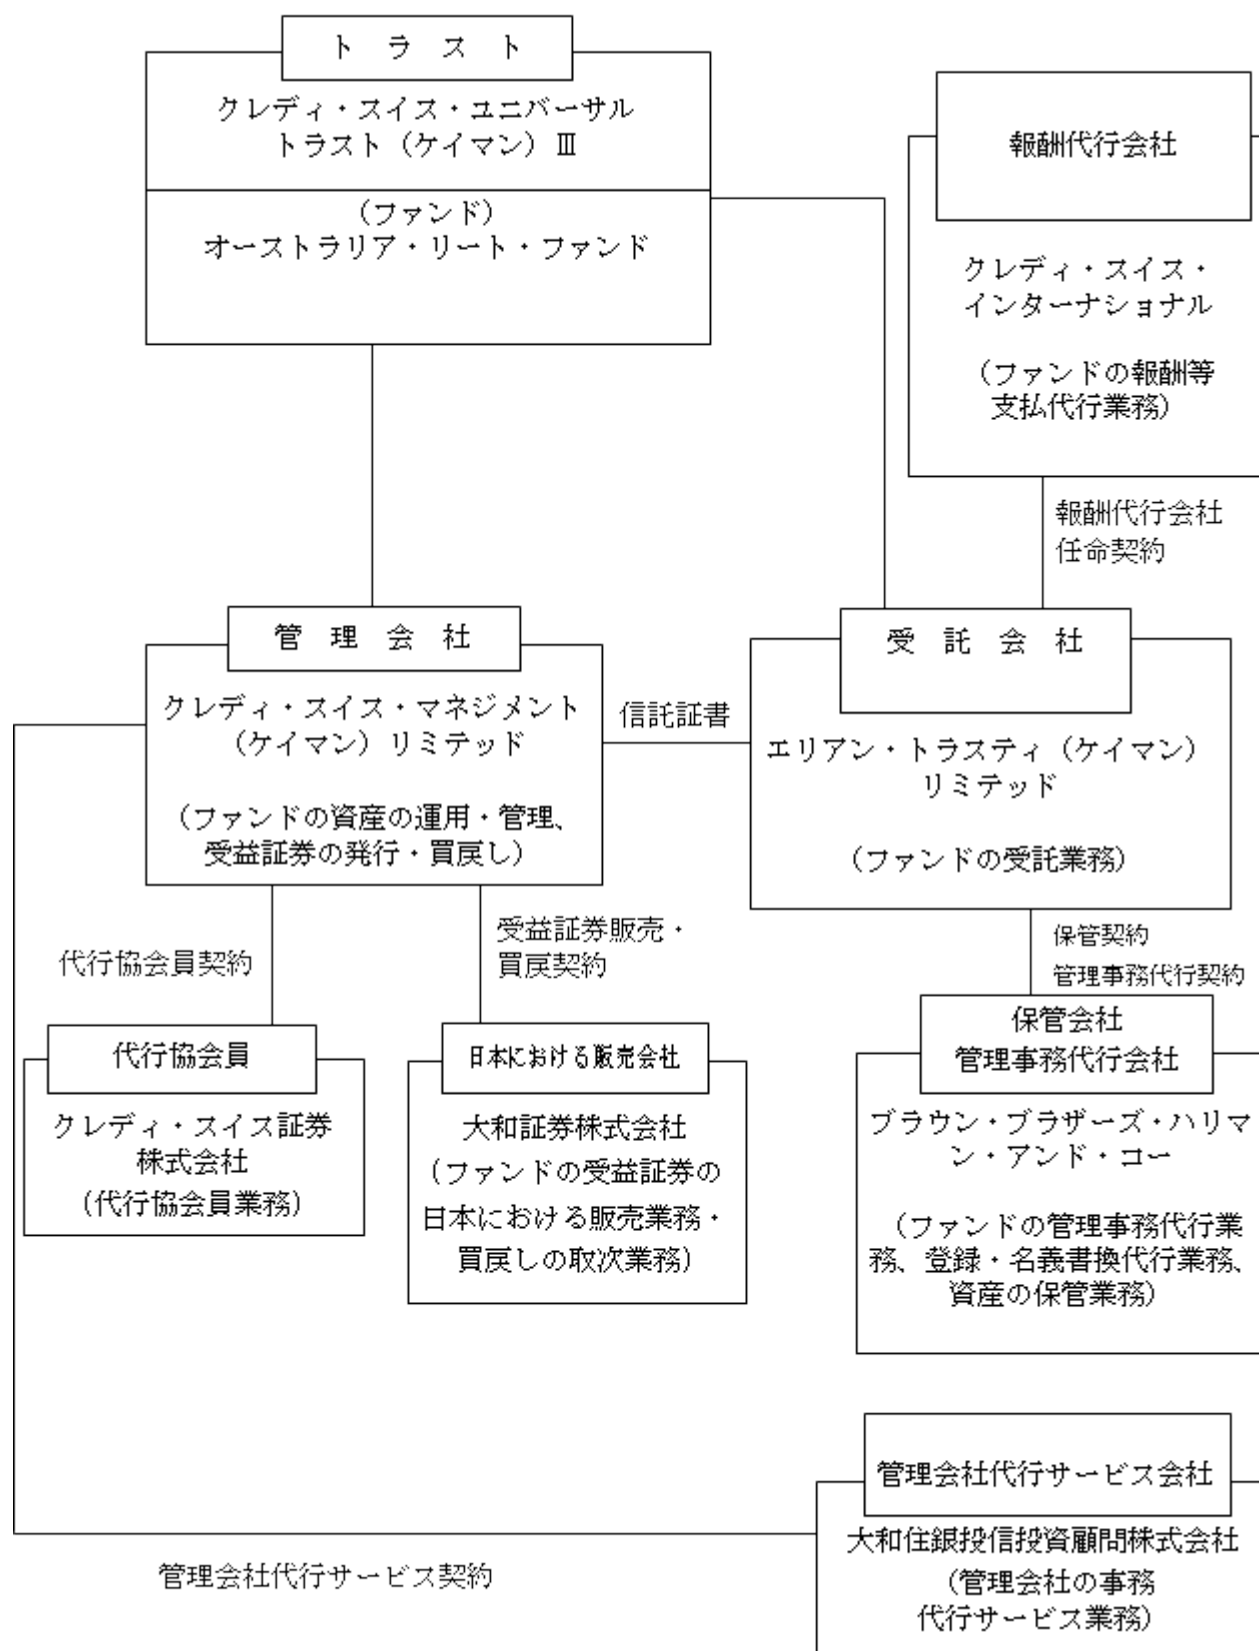 トラスト
クレディ・スイス・ユニバーサル
トラスト（ケイマン）Ⅲ
（ファンド）
オーストラリア・リート・ファンド
報酬代行会社
クレディ・スイス・
インターナショナル
（ファンドの報酬等
支払代行業務）
報酬代行会社
任命契約
管理会社
クレディ・スイス・マネジメント
（ケイマン）リミテッド
（ファンドの資産の運用・管理、
受益証券の発行・買戻し）
信託証書
受託会社
エリアン・トラスティ（ケイマン）
リミテッド
（ファンドの受託業務）
代行協会員契約
受益証券販売・
買戻契約
保管契約
管理事務代行契約
代行協会員
クレディ・スイス証券
株式会社
（代行協会員業務）
日本における販売会社
大和証券株式会社
（ファンドの受益証券の
日本における販売業務・
買戻しの取次業務）
保管会社
管理事務代行会社
ブラウン・ブラザーズ・ハリマ
ン・アンド・コー
（ファンドの管理事務代行業
務、登録・名義書換代行業務、
資産の保管業務）
管理会社代行サービス会社
大和住銀投信投資顧問株式会社
（管理会社の事務
代行サービス業務）
管理会社代行サービス契約